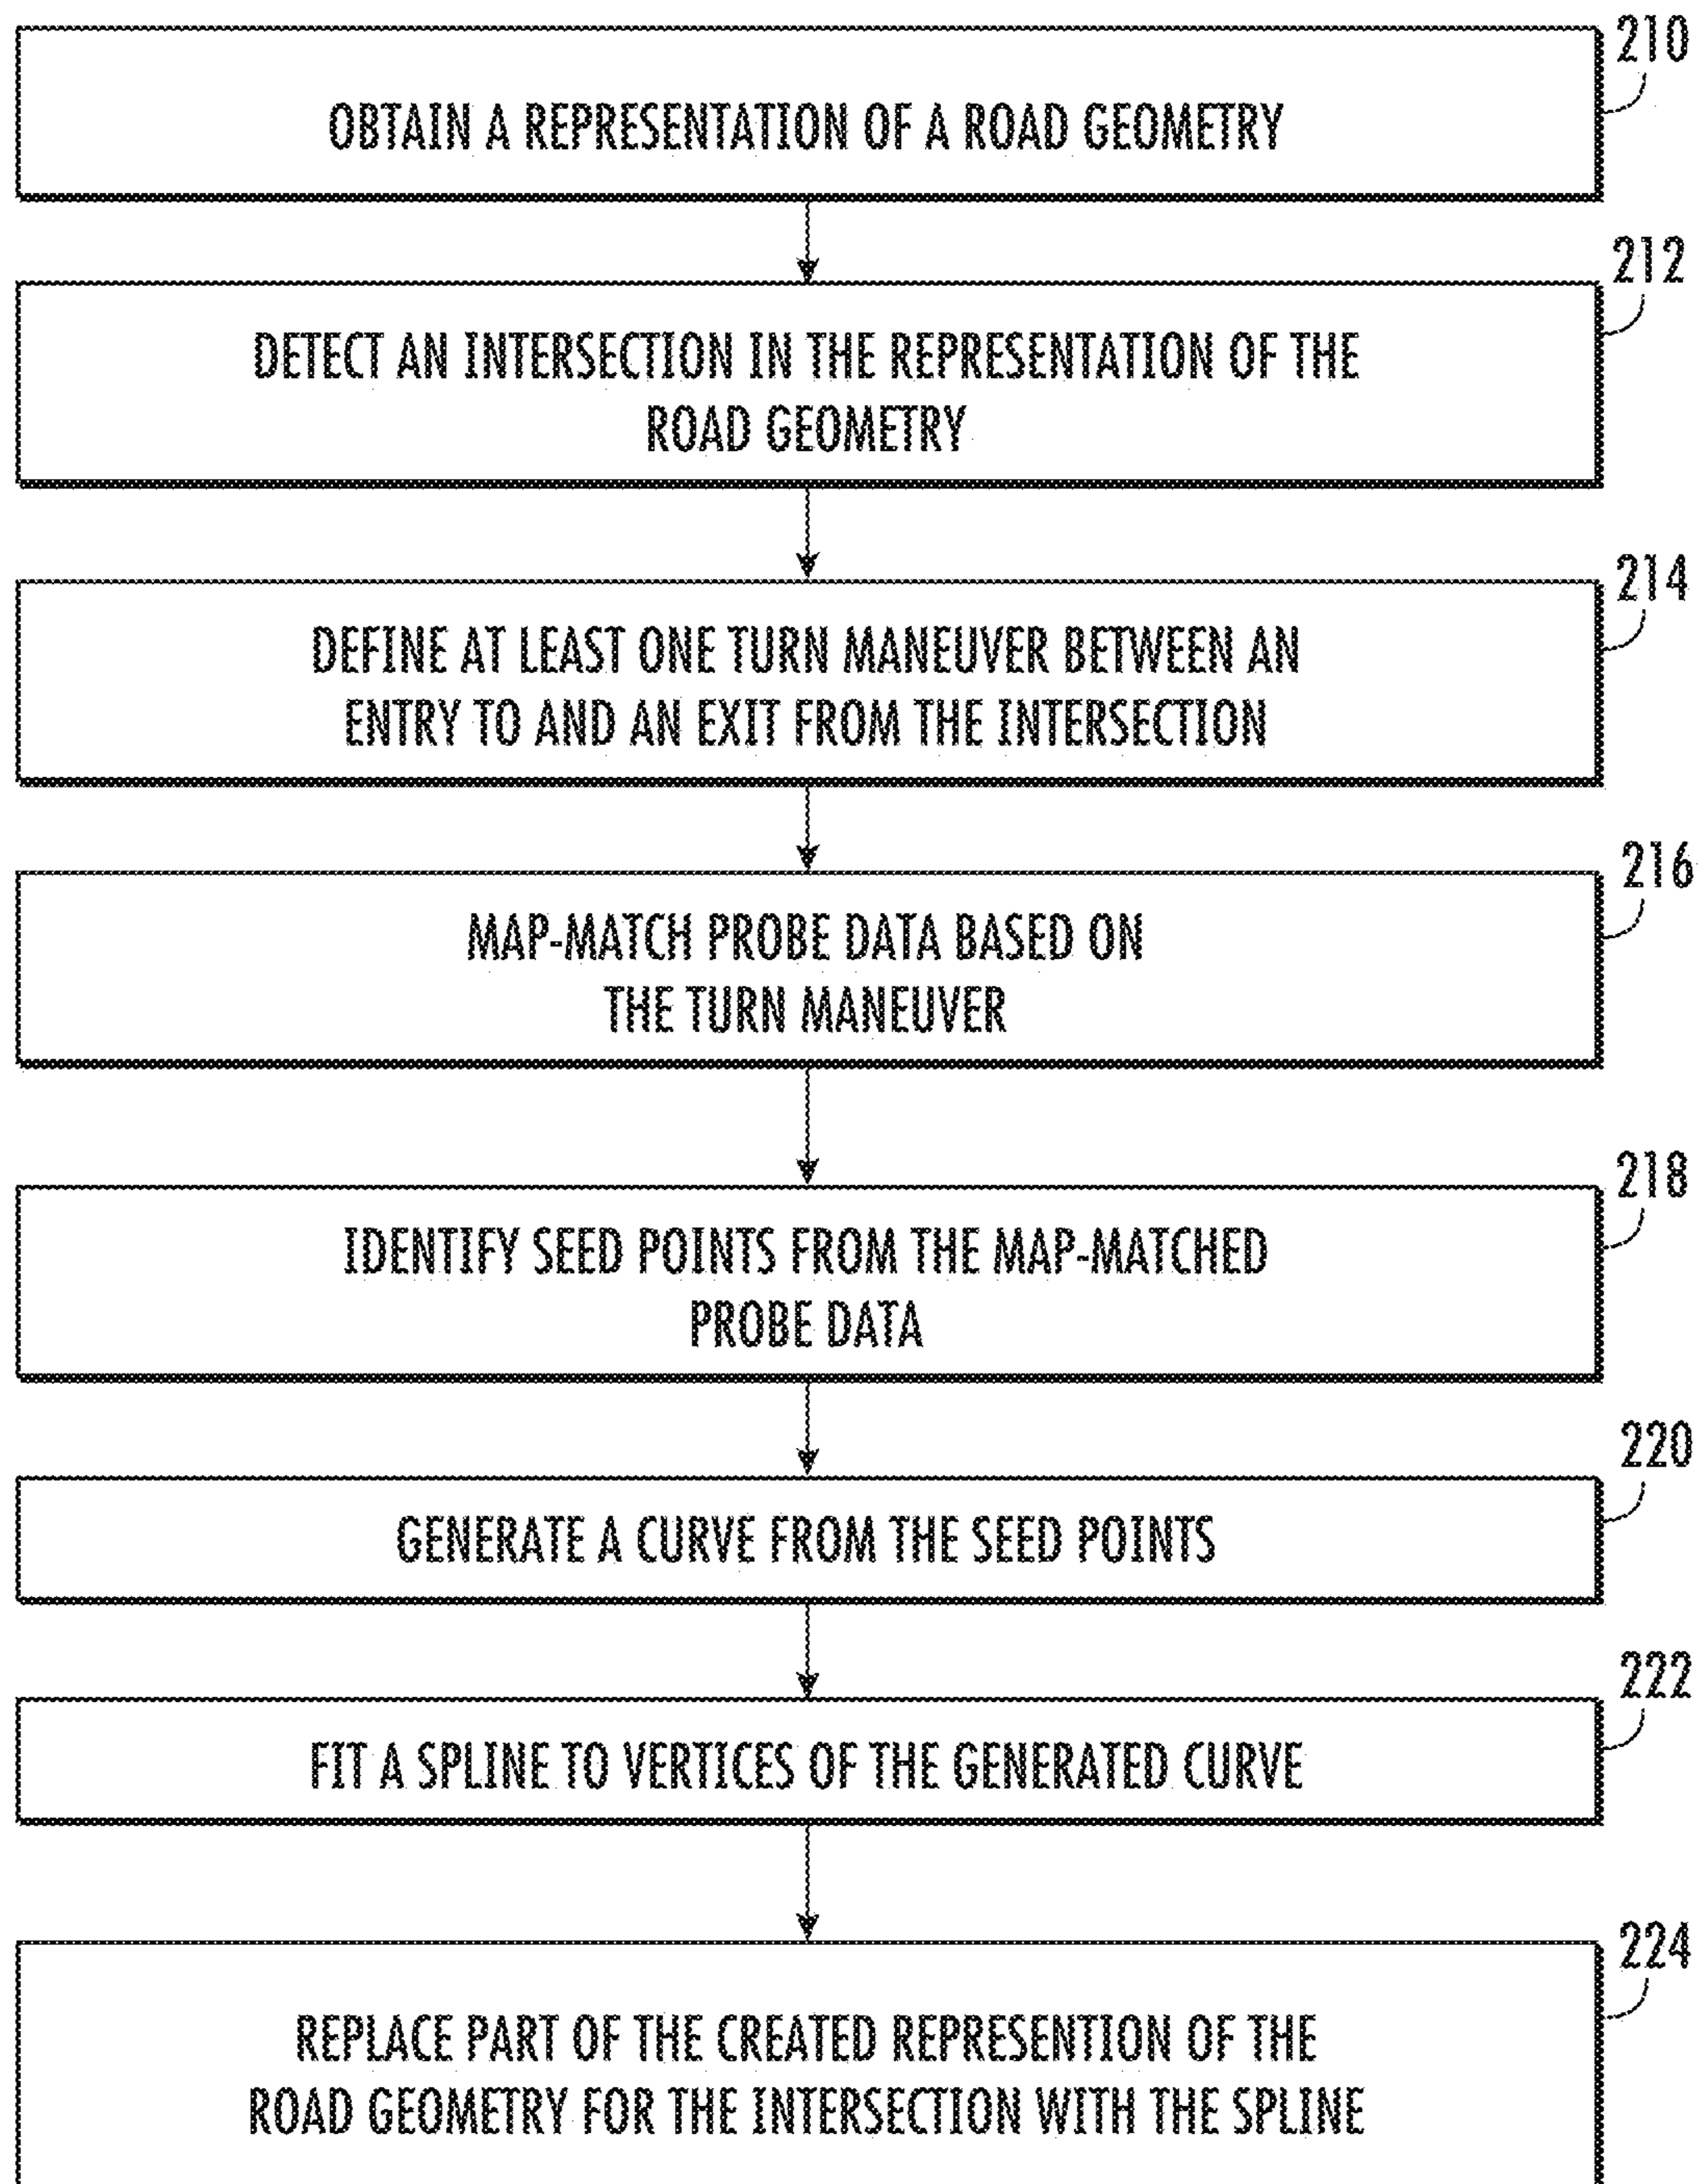 210
OBTAIN A REPRESENTATION OF A ROAD GEOMETRY
212
DETECT AN INTERSECTION IN THE REPRESENTATION OF THE
ROAD GEOMETRY
214
DEFINE AT LEAST ONE TURN MANEUVER BETWEEN AN
ENTRY TO AND AN EXIT FROM THE INTERSECTION
216
MAP-MATCH PROBE DATA BASED ON
THE TURN MANEUVER
218
IDENTIFY SEED POINTS FROM THE MAP-MATCHED
PROBE DATA
220
GENERATE A CURVE FROM THE SEED POINTS
222
FIT A SPLINE TO VERTICES OF THE GENERATED CURVE
224
REPLACE PART OF THE CREATED REPRESENTION OF THE
ROAD GEOMETRY FOR THE INTERSECTION WITH THE SPLINE